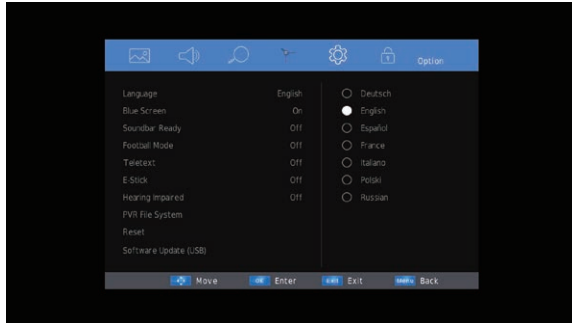 Option
Language English
Blue Screen On
Soundbar Ready Off
Football Mode Off
Teletext Off
E-Stick Off
Hearing Impaired Off
PVR File System
Reset
Software Update (USB)
Deutsch
English
Español
France
Italiano
Polski
Russian
Move OK Enter EXIT Exit MENU Back